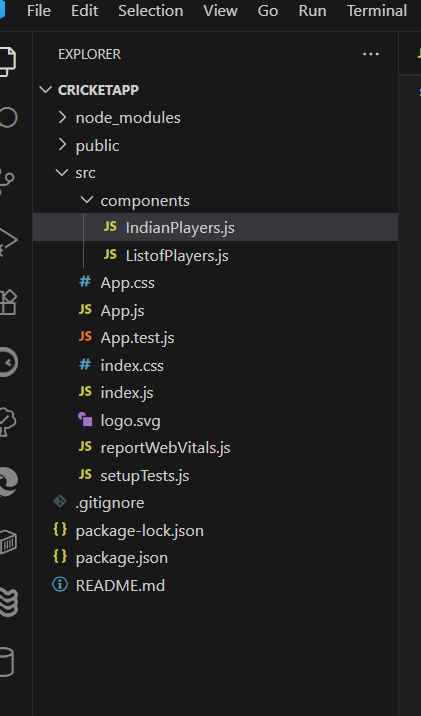 File Edit Selection View Go Run Terminal
EXPLORER
CRICKETAPP
node_modules
public
src
components
JS IndianPlayers.js
JS ListofPlayers.js
# App.css
JS App.js
JS App.test.js
# index.css
JS index.js
logo.svg
JS reportWebVitals.js
JS setupTests.js
.gitignore
{} package-lock.json
{} package.json
README.md